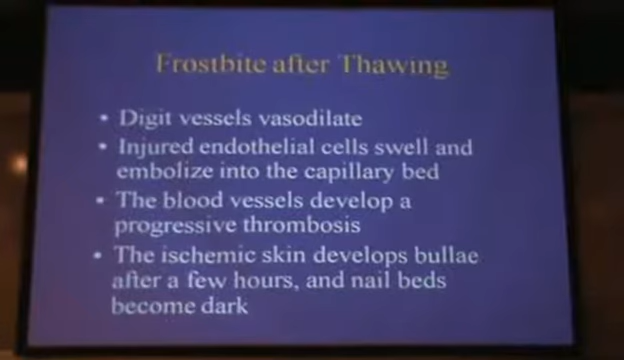 Frostbite after Thawing
• Digit vessels vasodilate
• Injured endothelial cells swell and
embolize into the capillary bed
• The blood vessels develop a
progressive thrombosis
• The ischemic skin develops bullae
after a few hours, and nail beds
become dark